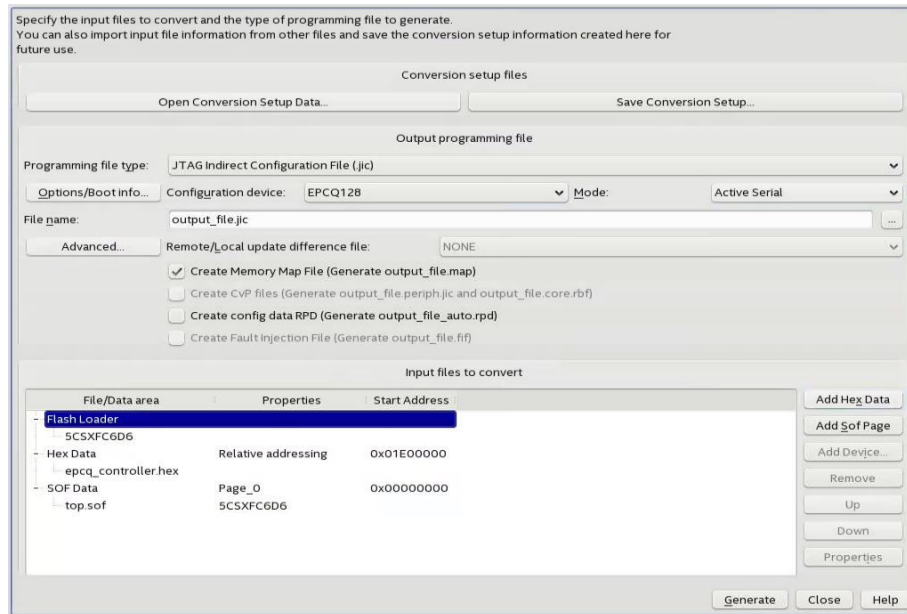 Specify the input files to convert and the type of programming file to generate.
You can also import input file information from other files and save the conversion setup information created here for
future use.
Conversion setup files
Open Conversion Setup Data...
Save Conversion Setup...
Output programming file
Programming file type:
JTAG Indirect Configuration File (.jic)
Options/Boot info...
Configuration device:
EPCQ128
Mode:
Active Serial
File name:
output_file.jic
...
Advanced...
Remote/Local update difference file:
NONE
Create Memory Map File (Generate output_file.map)
Create CvP files (Generate output_file.periph.jic and output_file.core.rbf)
Create config data RPD (Generate output_file_auto.rpd)
Create Fault Injection File (Generate output_file.fif)
Input files to convert
File/Data area Properties Start Address
Flash Loader
5CSXFC6D6
Hex Data Relative addressing 0x01E00000
epcq_controller.hex
SOF Data Page_0 0x00000000
top.sof 5CSXFC6D6
Add Hex Data
Add Sof Page
Add Device...
Remove
Up
Down
Properties
Generate
Close
Help